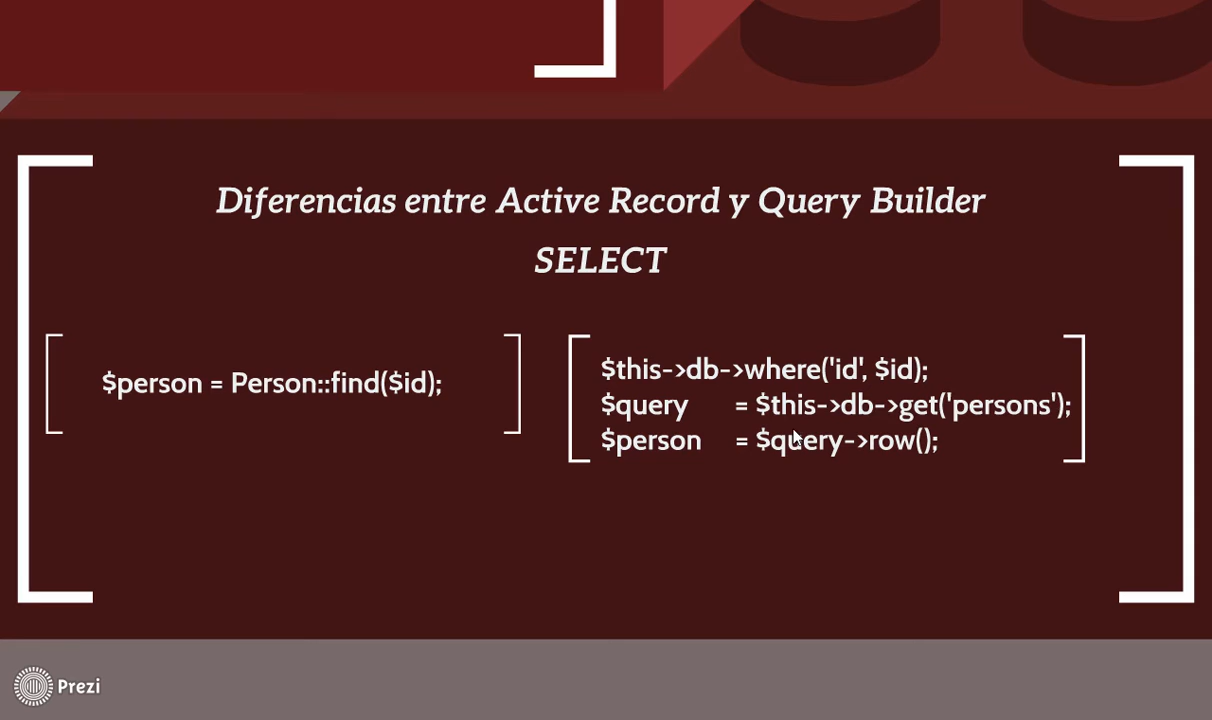 Diferencias entre Active Record y Query Builder
SELECT
$person = Person::find($id);
$this->db->where('id', $id);
$query = $this->db->get('persons');
$person = $query->row();
Prezi